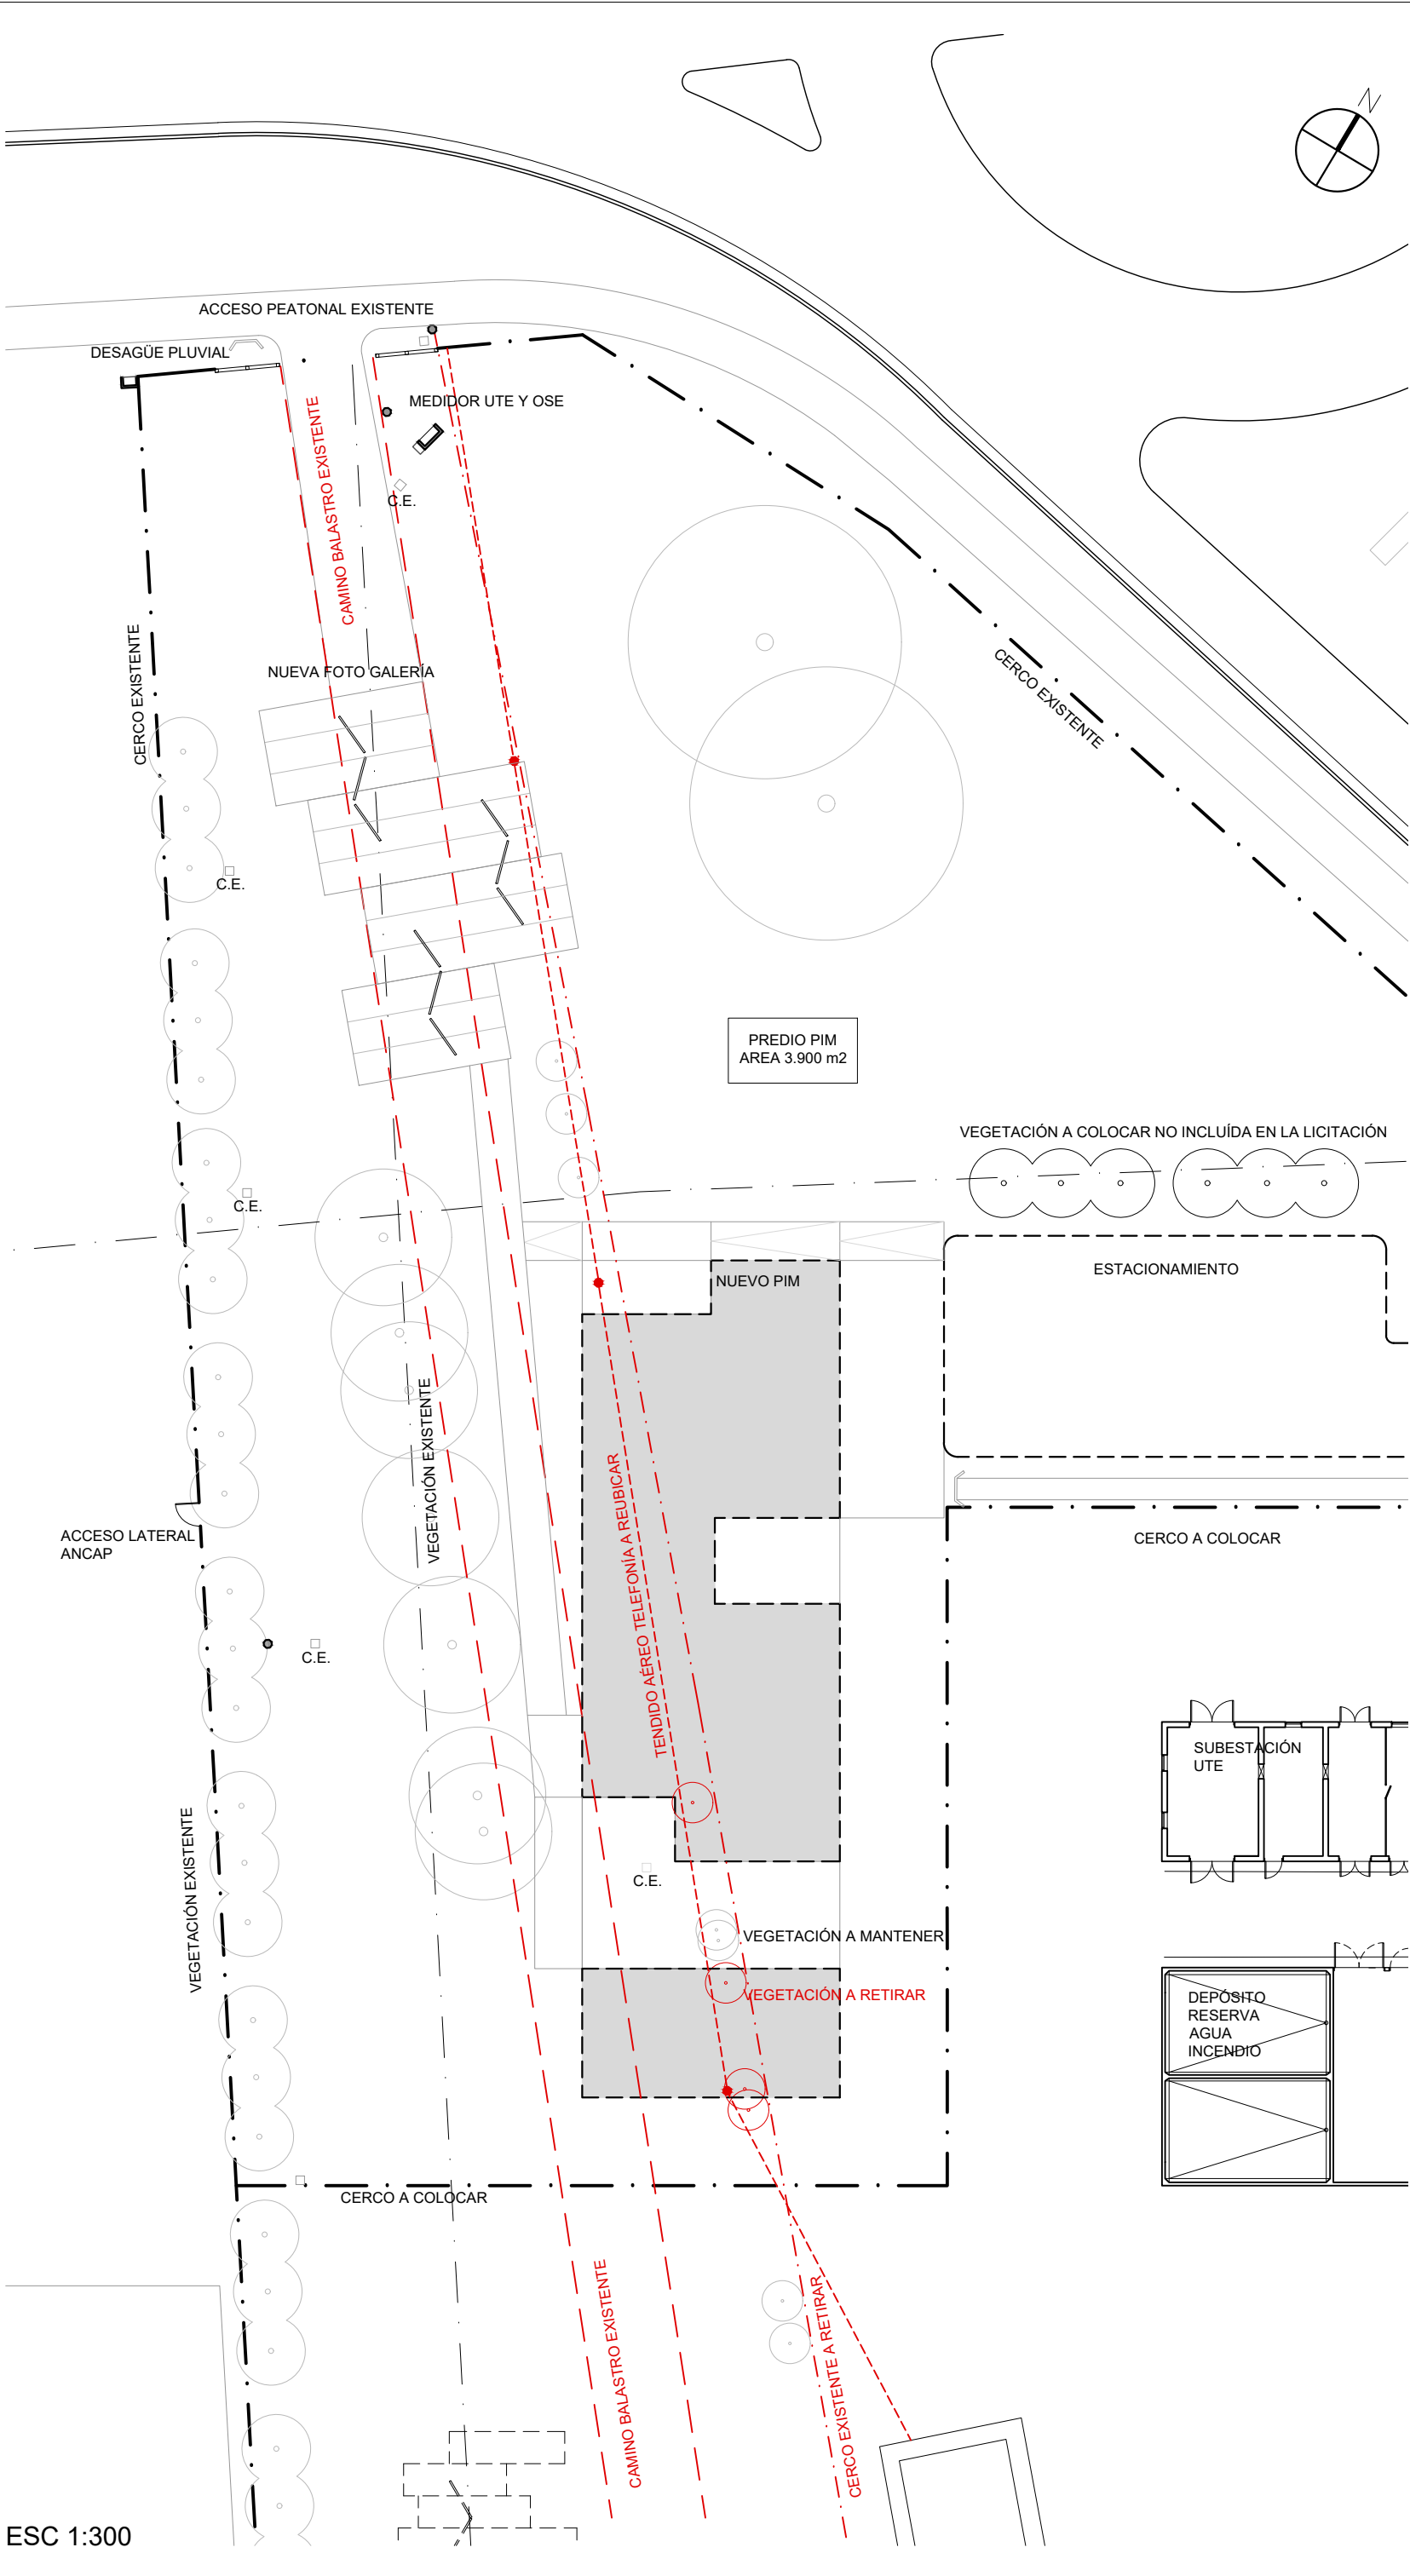 N
ACCESO PEATONAL EXISTENTE
DESAGÜE PLUVIAL
MEDIDOR UTE Y OSE
CAMINO BALASTRO EXISTENTE
C.E.
CERCO EXISTENTE
NUEVA FOTO GALERÍA
CERCO EXISTENTE
C.E.
PREDIO PIM
AREA 3.900 m2
VEGETACIÓN A COLOCAR NO INCLUÍDA EN LA LICITACIÓN
C.E.
NUEVO PIM
ESTACIONAMIENTO
VEGETACIÓN EXISTENTE
TENDIDO AÉREO TELEFONÍA A REUBICAR
ACCESO LATERAL
ANCAP
CERCO A COLOCAR
C.E.
SUBESTACIÓN
UTE
VEGETACIÓN EXISTENTE
C.E.
VEGETACIÓN A MANTENER
VEGETACIÓN A RETIRAR
DEPÓSITO
RESERVA
AGUA
INCENDIO
CERCO A COLOCAR
CAMINO BALASTRO EXISTENTE
CERCO EXISTENTE A RETIRAR
ESC 1:300